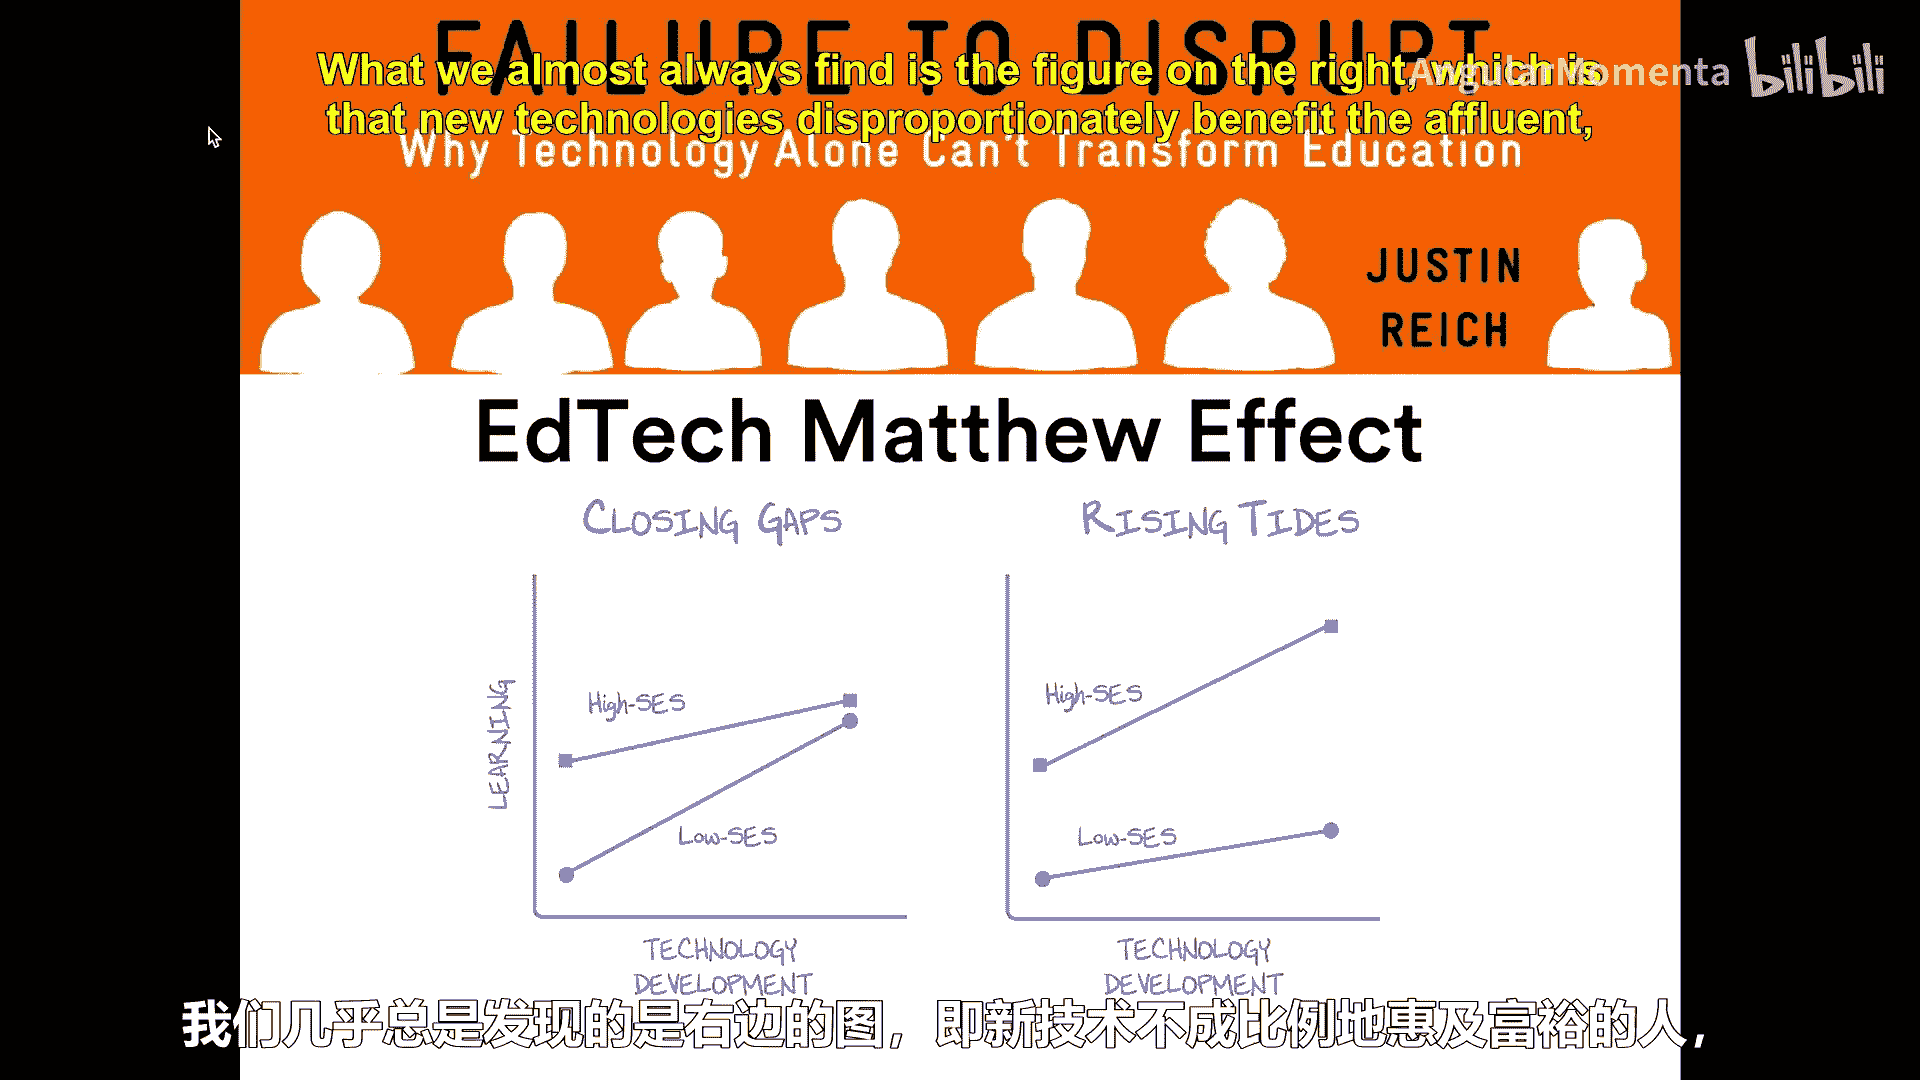 FAILURE TO DISRUPT
What we almost always find is the figure on the right, which is
that new technologies disproportionately benefit the affluent,
AngularMomenta bilibili
Why Technology Alone Can't Transform Education
JUSTIN
REICH
EdTech Matthew Effect
CLOSING GAPS
RISING TIDES
LEARNING
High-SES
Low-SES
High-SES
Low-SES
TECHNOLOGY
DEVELOPMENT
TECHNOLOGY
DEVELOPMENT
我们几乎总是发现的是右边的图，即新技术不成比例地惠及富裕的人，